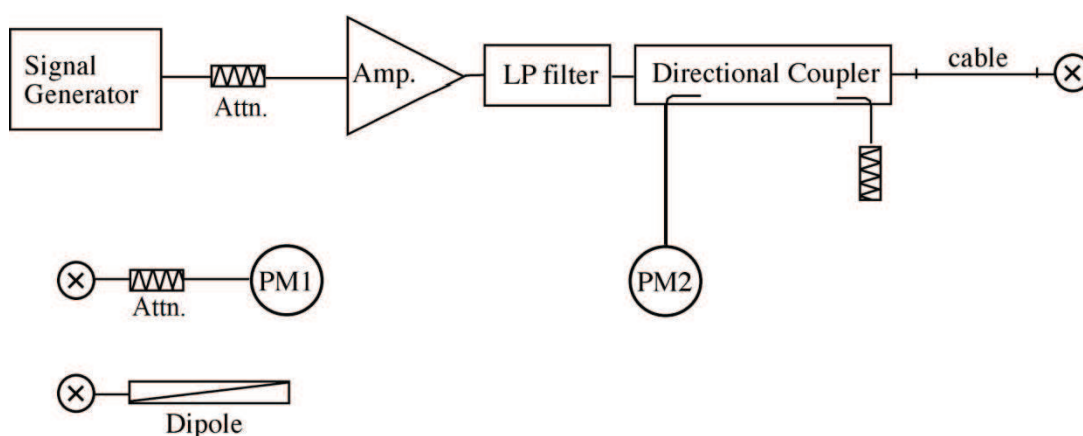 Signal
Generator
Attn.
Amp.
LP filter
Directional Coupler
cable
PM1
Attn.
PM2
Dipole